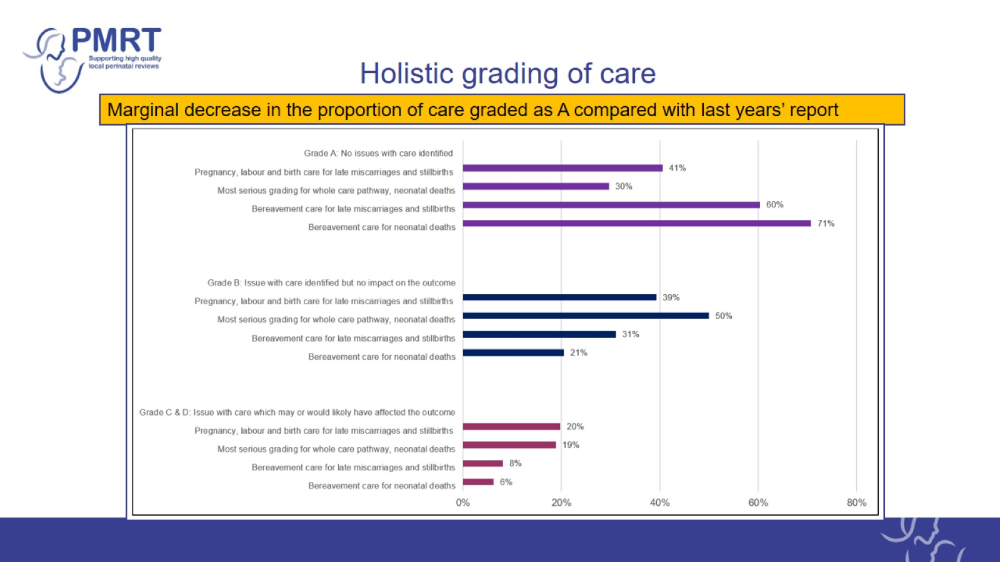 PMRT
Supporting high quality
local perinatal reviews
Holistic grading of care
Marginal decrease in the proportion of care graded as A compared with last years’ report
Grade A: No issues with care identified
Pregnancy, labour and birth care for late miscarriages and stillbirths 41%
Most serious grading for whole care pathway, neonatal deaths 30%
Bereavement care for late miscarriages and stillbirths 60%
Bereavement care for neonatal deaths 71%
Grade B: Issue with care identified but no impact on the outcome
Pregnancy, labour and birth care for late miscarriages and stillbirths 39%
Most serious grading for whole care pathway, neonatal deaths 50%
Bereavement care for late miscarriages and stillbirths 31%
Bereavement care for neonatal deaths 21%
Grade C & D: Issue with care which may or would likely have affected the outcome
Pregnancy, labour and birth care for late miscarriages and stillbirths 20%
Most serious grading for whole care pathway, neonatal deaths 19%
Bereavement care for late miscarriages and stillbirths 8%
Bereavement care for neonatal deaths 6%
0% 20% 40% 60% 80%